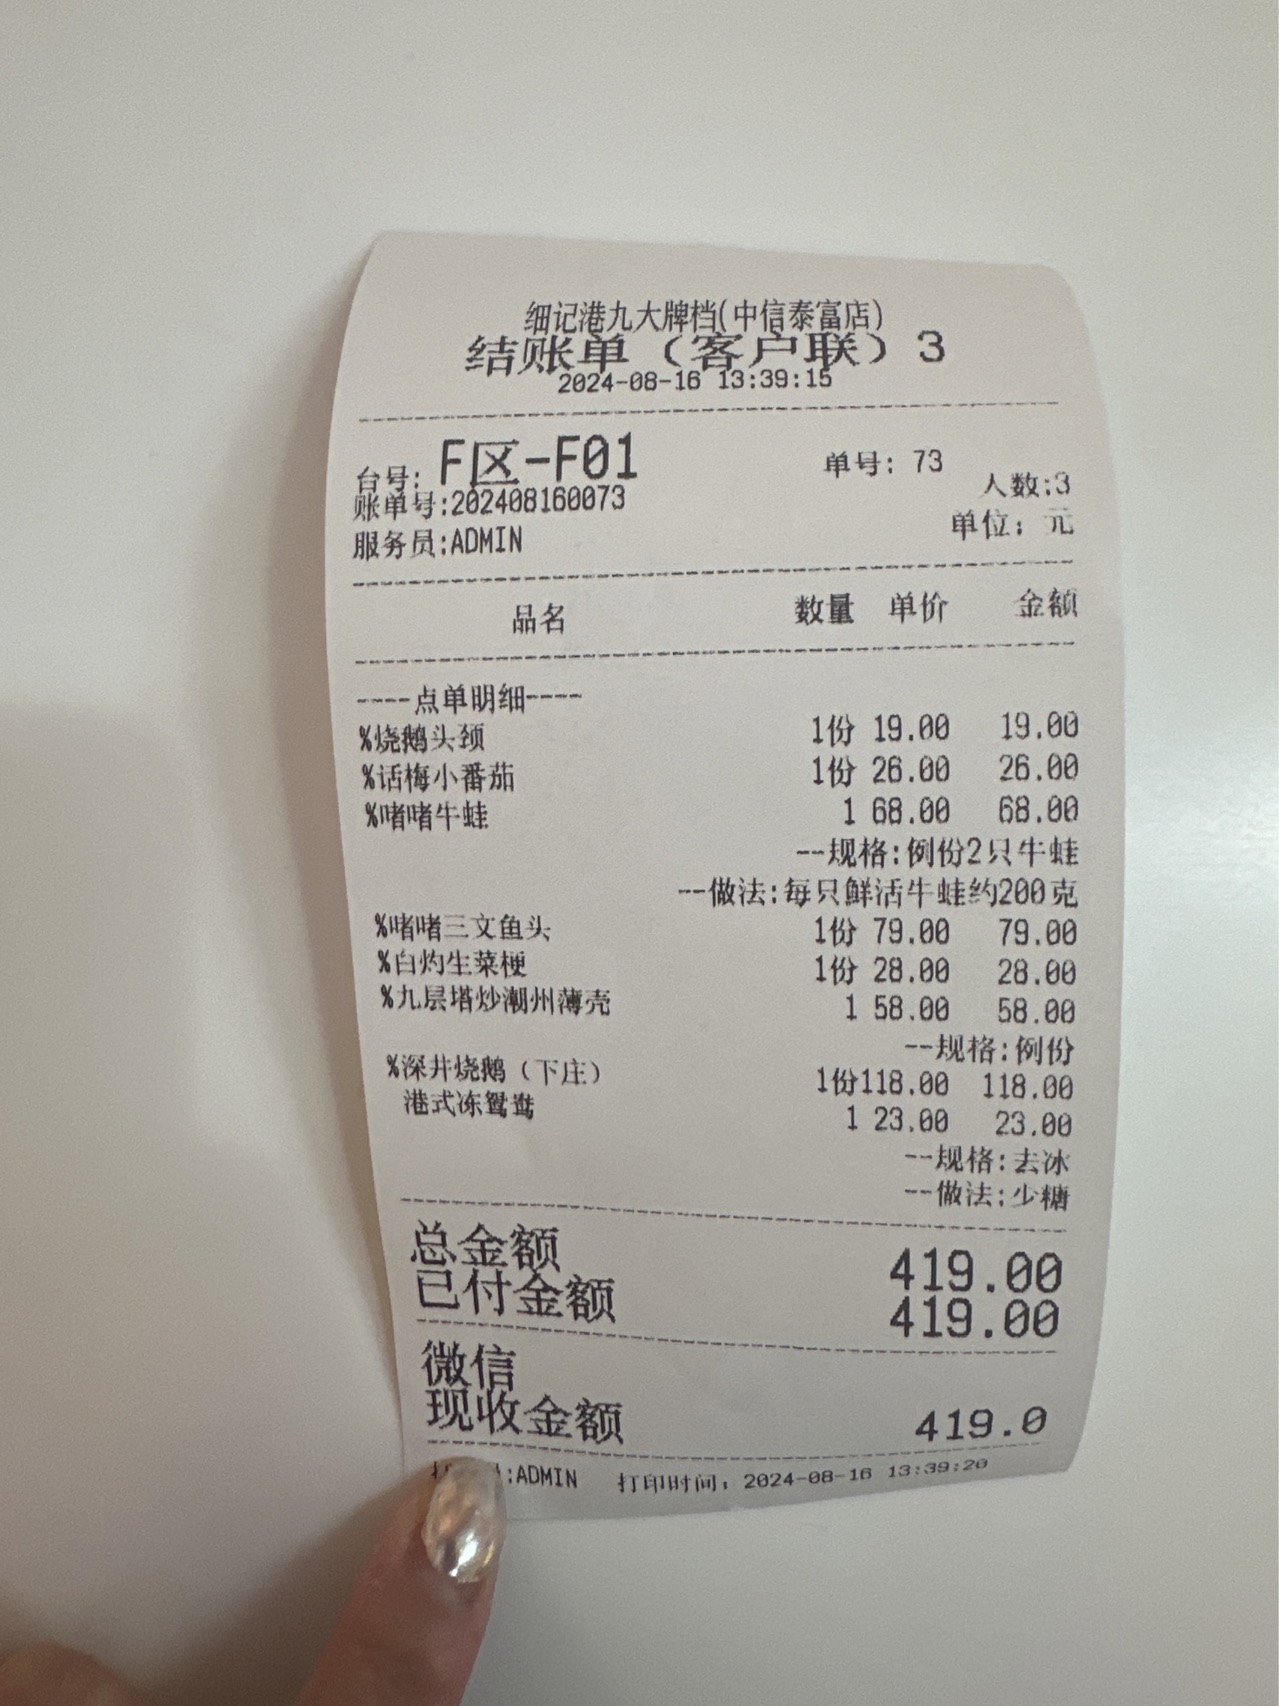 细记港九大牌档(中信泰富店)
结账单（客户联）3
2024-08-16 13:39:15
台号: F区-F01 单号: 73
账单号:202408160073 人数:3
服务员:ADMIN 单位: 元
品名 数量 单价 金额
----点单明细----
%烧鹅头颈 1份 19.00 19.00
%话梅小番茄 1份 26.00 26.00
%啫啫牛蛙 1 68.00 68.00
--规格:例份2只牛蛙
--做法:每只鲜活牛蛙约200克
%啫啫三文鱼头 1份 79.00 79.00
%白灼生菜梗 1份 28.00 28.00
%九层塔炒潮州薄壳 1 58.00 58.00
--规格:例份
%深井烧鹅（下庄） 1份118.00 118.00
港式冻鸳鸯 1 23.00 23.00
--规格:去冰
--做法:少糖
总金额 419.00
已付金额 419.00
微信
现收金额 419.0
:ADMIN 打印时间: 2024-08-16 13:39:20